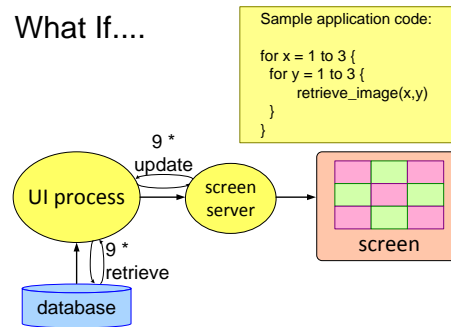 What If....
Sample application code:
for x = 1 to 3 {
for y = 1 to 3 {
retrieve_image(x,y)
}
}
9 *
update
UI process
screen
server
9 *
retrieve
screen
database